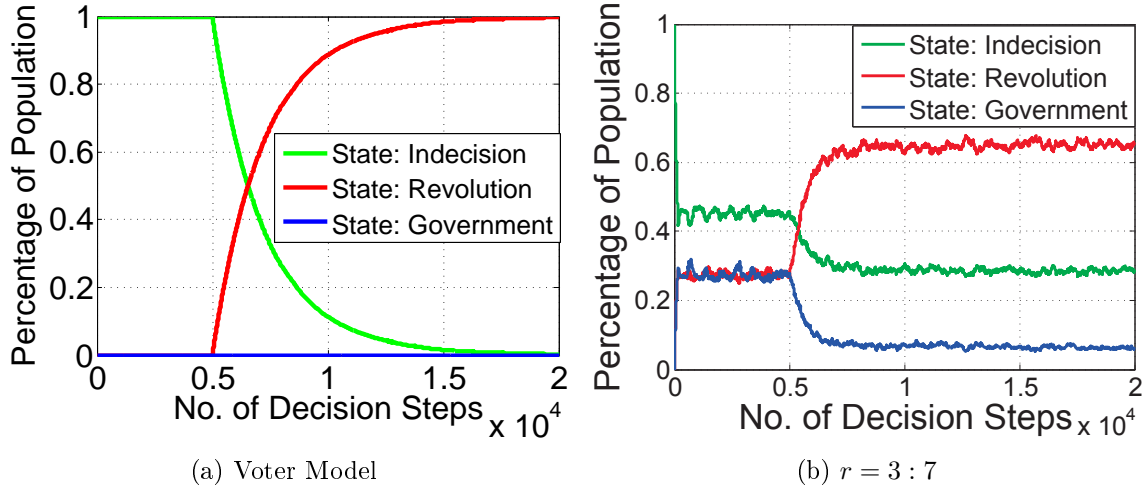 Percentage of Population
1
0.8
0.6
0.4
0.2
0
State: Indecision
State: Revolution
State: Government
0
0.5
1
1.5
2
No. of Decision Steps
x 10^4
(a) Voter Model
Percentage of Population
1
0.8
0.6
0.4
0.2
0
State: Indecision
State: Revolution
State: Government
0
0.5
1
1.5
2
No. of Decision Steps
x 10^4
(b) r = 3 : 7